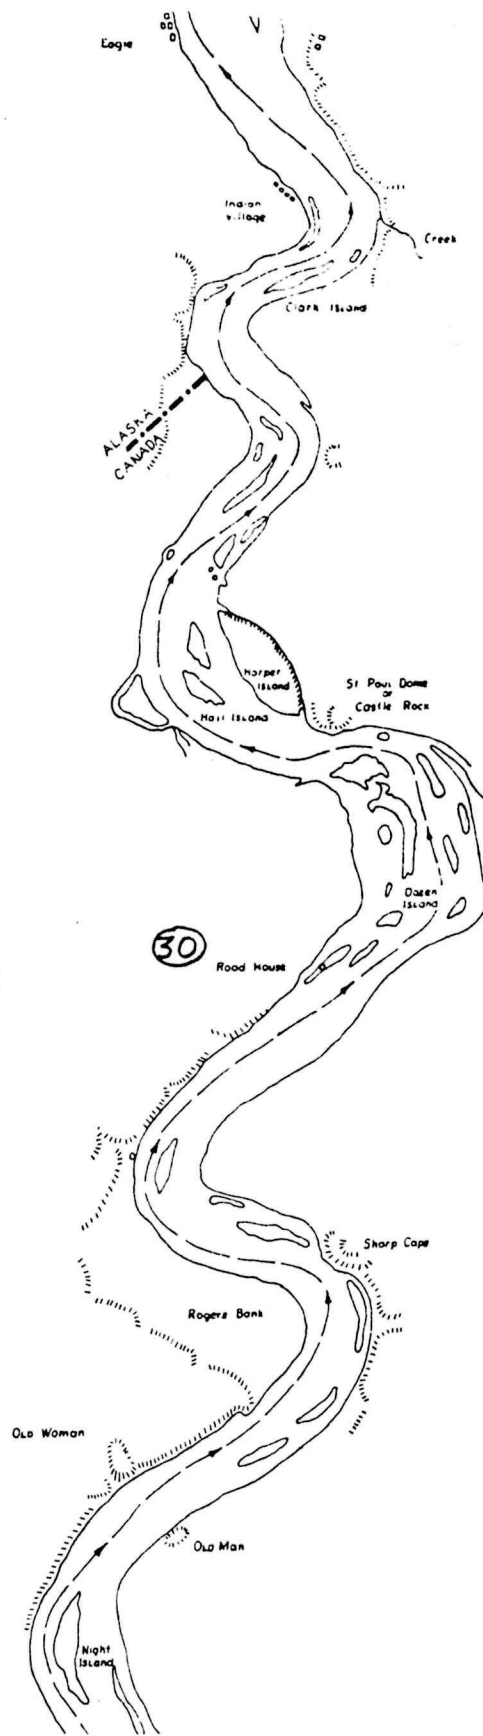 Eagle
Indian
Village
Creek
Clark Island
ALASKA
CANADA
Harper
Island
St Paul Dome
or
Castle Rock
Hall Island
Dozen
Island
30
Road House
Sharp Cape
Rogers Bank
Old Woman
Old Man
Night
Island